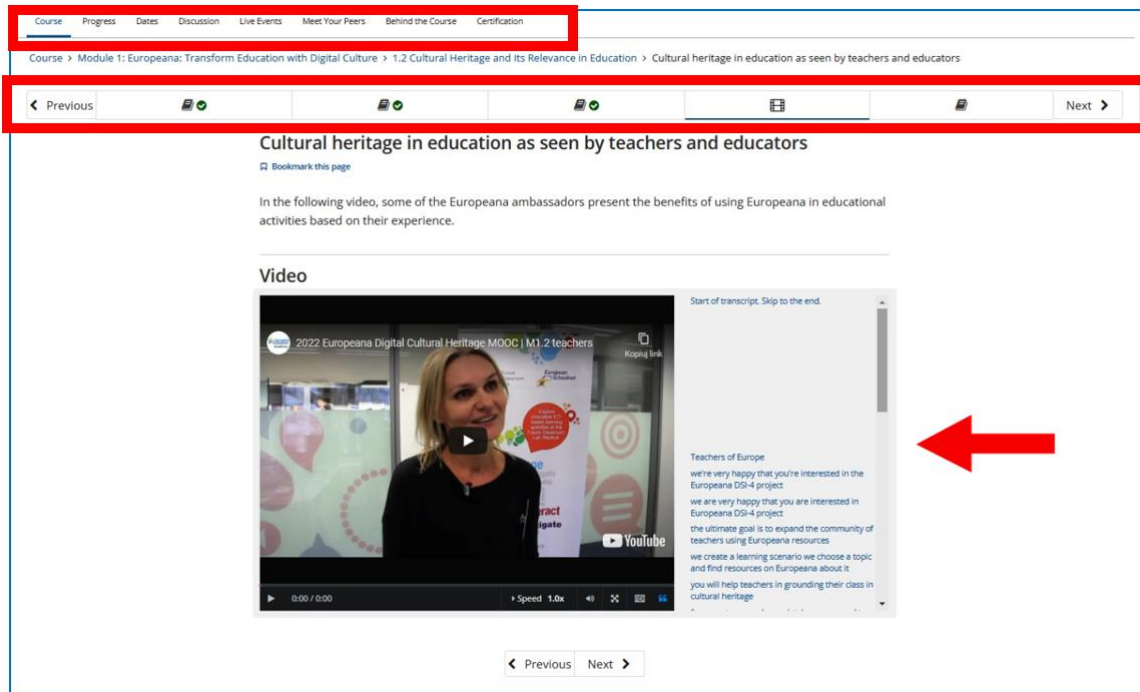 Course Progress Dates Discussion Live Events Meet Your Peers Behind the Course Certification
Course > Module 1: Europeana: Transform Education with Digital Culture > 1.2 Cultural Heritage and Its Relevance in Education > Cultural heritage in education as seen by teachers and educators
Previous Next
Cultural heritage in education as seen by teachers and educators
Bookmark this page
In the following video, some of the Europeana ambassadors present the benefits of using Europeana in educational
activities based on their experience.
Video
2022 Europeana Digital Cultural Heritage MOOC | M1.2 teachers
Kopiuj link
European
Schoolnet
YouTube
0:00 / 0:00 Speed 1.0x
Start of transcript. Skip to the end.
Teachers of Europe
we're very happy that you're interested in the
Europeana DSI-4 project
we are very happy that you are interested in
Europeana DSI-4 project
the ultimate goal is to expand the community of
teachers using Europeana resources
we create a learning scenario we choose a topic
and find resources on Europeana about it
you will help teachers in grounding their class in
cultural heritage
Previous Next